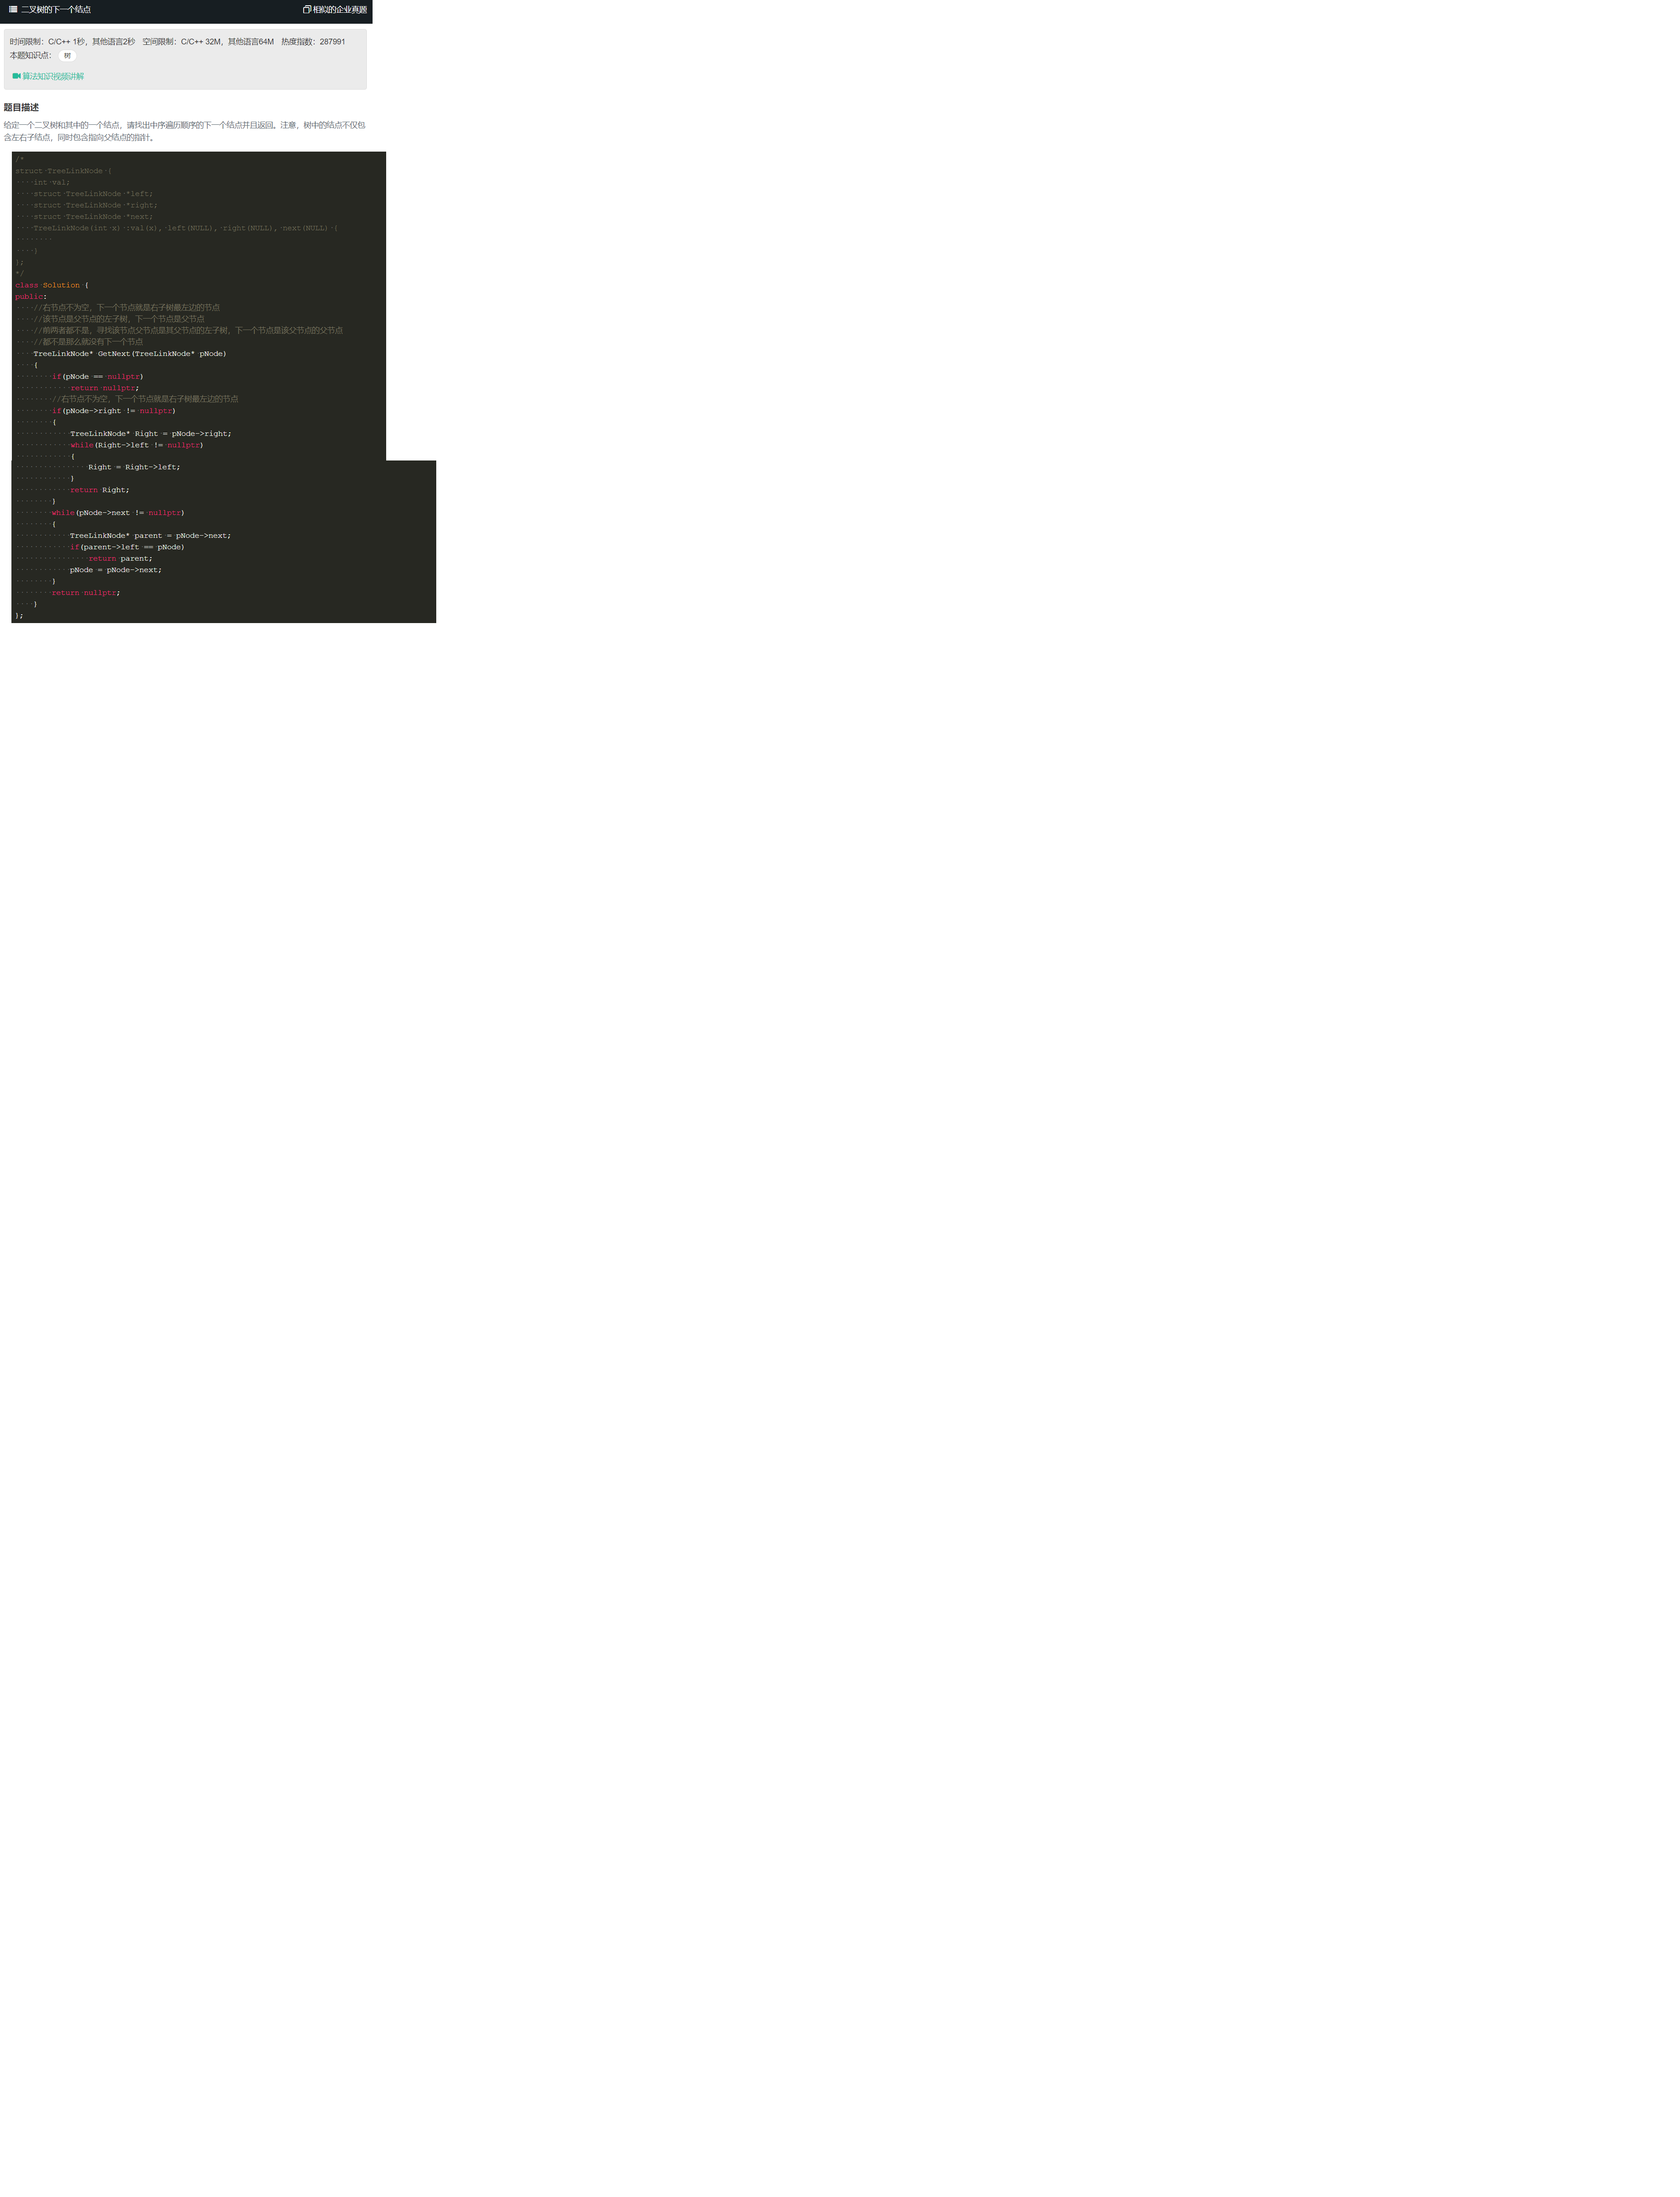 二叉树的下一个结点
相似的企业真题
时间限制：C/C++ 1秒，其他语言2秒 空间限制：C/C++ 32M，其他语言64M 热度指数：287991
本题知识点： 树
算法知识视频讲解
题目描述
给定一个二叉树和其中的一个结点，请找出中序遍历顺序的下一个结点并且返回。注意，树中的结点不仅包
含左右子结点，同时包含指向父结点的指针。
/*
struct TreeLinkNode {
    int val;
    struct TreeLinkNode *left;
    struct TreeLinkNode *right;
    struct TreeLinkNode *next;
    TreeLinkNode(int x) :val(x), left(NULL), right(NULL), next(NULL) {
    }
};
*/
class Solution {
public:
    //右节点不为空，下一个节点就是右子树最左边的节点
    //该节点是父节点的左子树，下一个节点是父节点
    //前两者都不是，寻找该节点父节点是其父节点的左子树，下一个节点是该父节点的父节点
    //都不是那么就没有下一个节点
    TreeLinkNode* GetNext(TreeLinkNode* pNode)
    {
        if(pNode == nullptr)
            return nullptr;
        //右节点不为空，下一个节点就是右子树最左边的节点
        if(pNode->right != nullptr)
        {
            TreeLinkNode* Right = pNode->right;
            while(Right->left != nullptr)
            {
                Right = Right->left;
            }
            return Right;
        }
        while(pNode->next != nullptr)
        {
            TreeLinkNode* parent = pNode->next;
            if(parent->left == pNode)
                return parent;
            pNode = pNode->next;
        }
        return nullptr;
    }
};